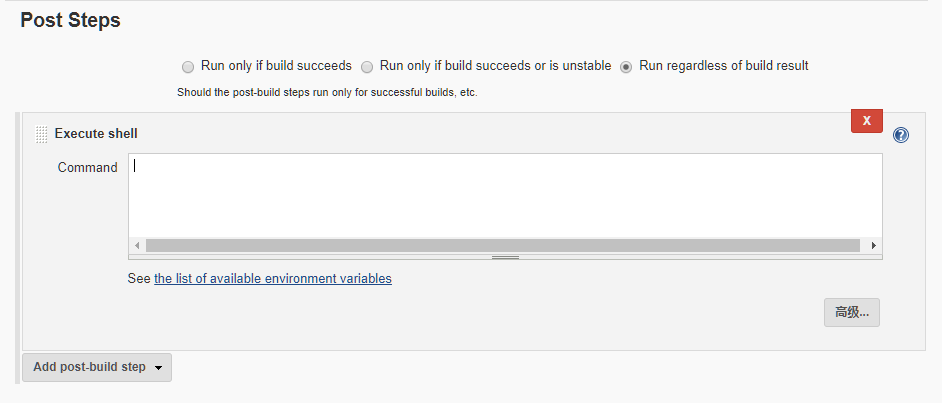 Post Steps
Run only if build succeeds Run only if build succeeds or is unstable Run regardless of build result
Should the post-build steps run only for successful builds, etc.
X
Execute shell ?
Command
See the list of available environment variables
高级...
Add post-build step